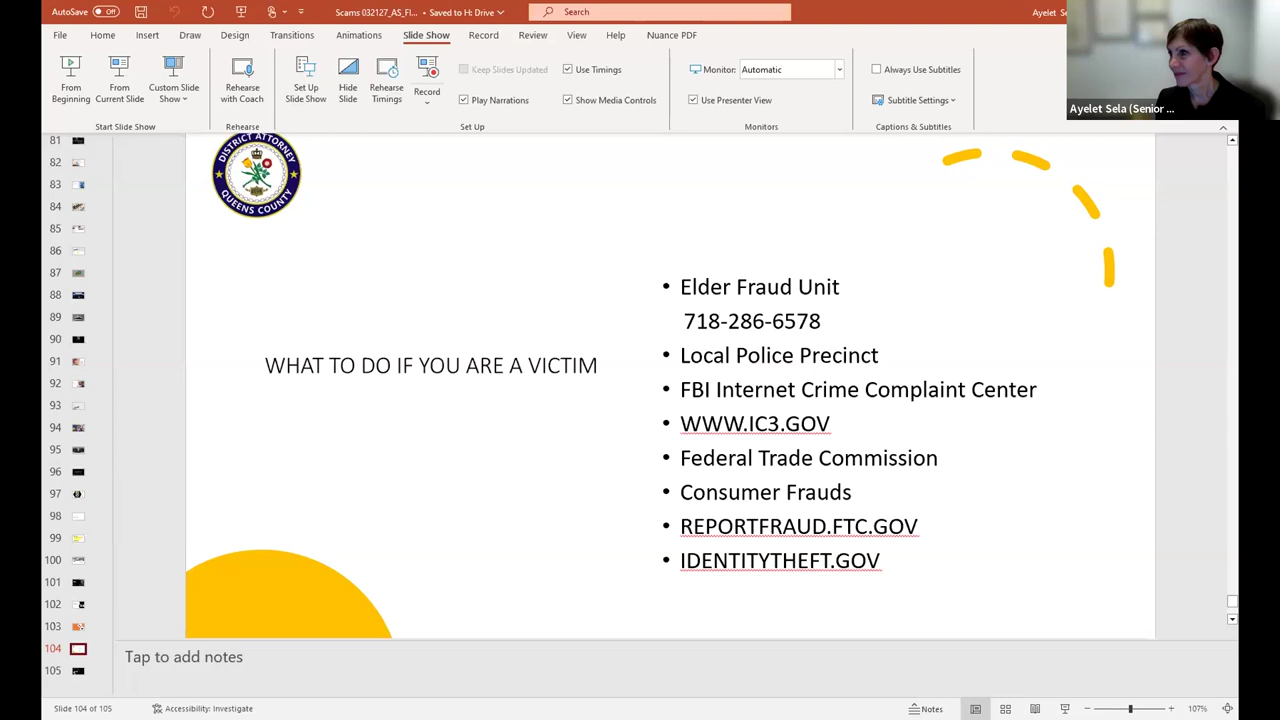 AutoSave Off Scams 032127_AS_FI... • Saved to H: Drive Search Ayelet Se
File Home Insert Draw Design Transitions Animations Slide Show Record Review View Help Nuance PDF
From Beginning
From Current Slide
Custom Slide Show
Start Slide Show
Rehearse with Coach
Rehearse
Set Up Slide Show
Hide Slide
Rehearse Timings
Record
Keep Slides Updated
Play Narrations
Use Timings
Show Media Controls
Set Up
Monitor: Automatic
Use Presenter View
Monitors
Always Use Subtitles
Subtitle Settings
Captions & Subtitles
Ayelet Sela (Senior ...
81
82
83
84
85
86
87
88
89
90
91
92
93
94
95
96
97
98
99
100
101
102
103
104
105
DISTRICT ATTORNEY
QUEENS COUNTY
WHAT TO DO IF YOU ARE A VICTIM
• Elder Fraud Unit
718-286-6578
• Local Police Precinct
• FBI Internet Crime Complaint Center
• WWW.IC3.GOV
• Federal Trade Commission
• Consumer Frauds
• REPORTFRAUD.FTC.GOV
• IDENTITYTHEFT.GOV
Tap to add notes
Slide 104 of 105 Accessibility: Investigate Notes 107%